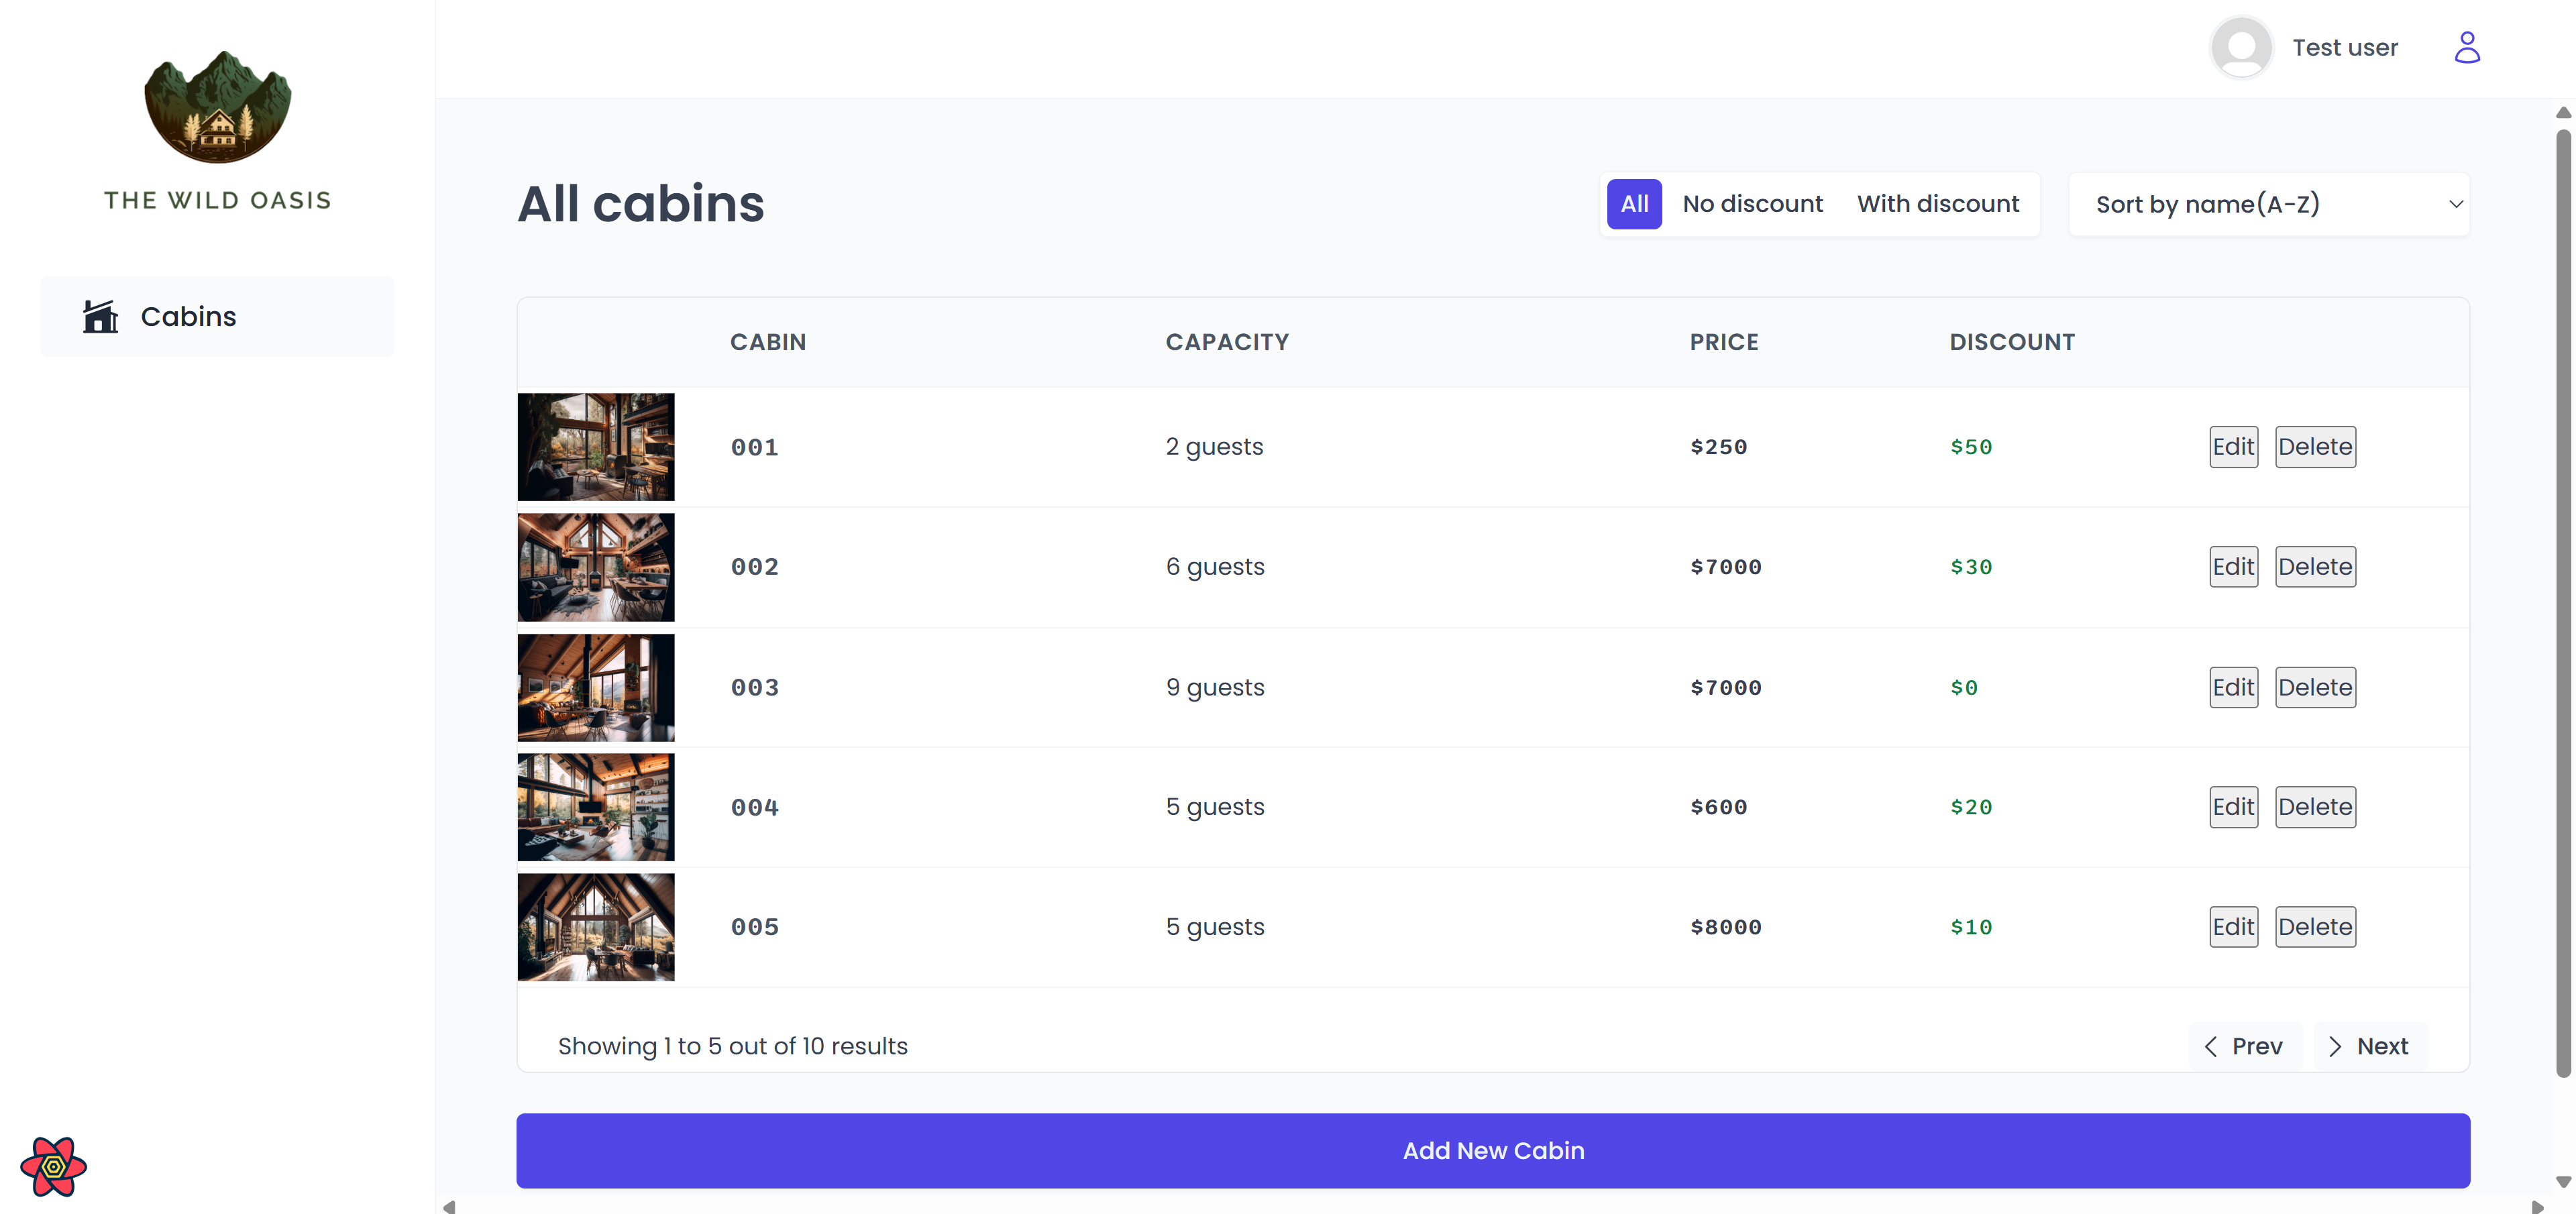 Test user
THE WILD OASIS
Cabins
All cabins
All No discount With discount
Sort by name(A-Z)
CABIN CAPACITY PRICE DISCOUNT
001 2 guests $250 $50 Edit Delete
002 6 guests $7000 $30 Edit Delete
003 9 guests $7000 $0 Edit Delete
004 5 guests $600 $20 Edit Delete
005 5 guests $8000 $10 Edit Delete
Showing 1 to 5 out of 10 results
Prev Next
Add New Cabin